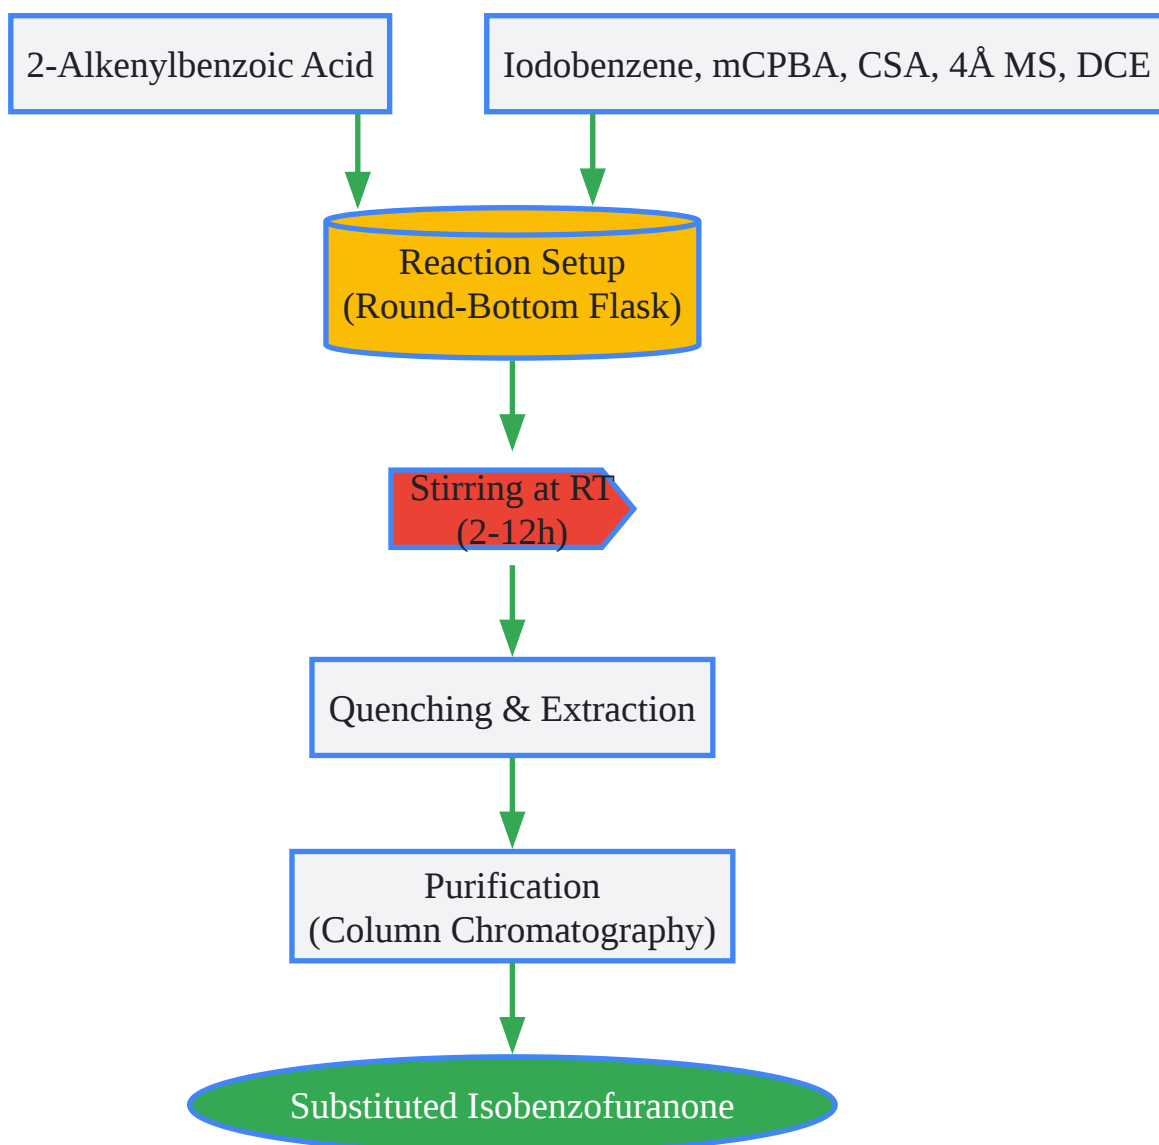 2-Alkenylbenzoic Acid
Iodobenzene, mCPBA, CSA, 4Å MS, DCE
Reaction Setup
(Round-Bottom Flask)
Stirring at RT
(2-12h)
Quenching & Extraction
Purification
(Column Chromatography)
Substituted Isobenzofuranone